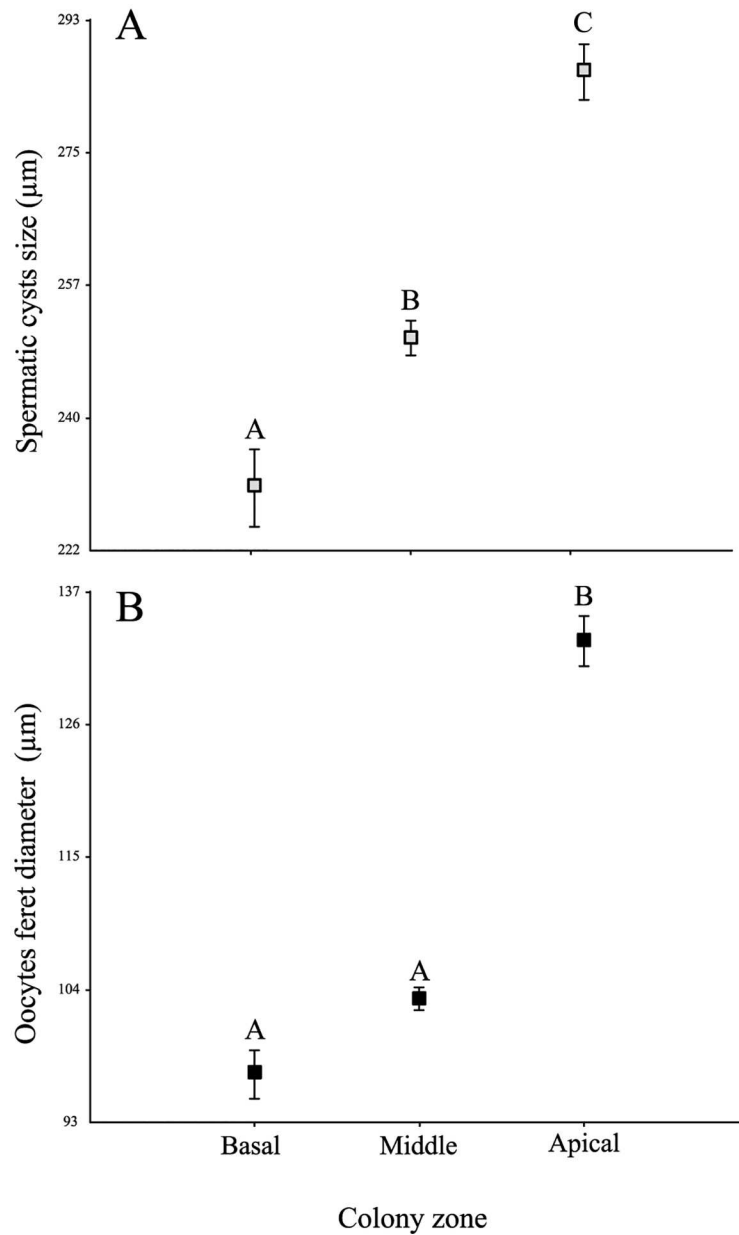 A
C
293
275
B
257
240
A
222
Spermatic cysts size (µm)
B
B
137
126
115
A
104
A
93
Oocytes feret diameter (µm)
Basal Middle Apical
Colony zone